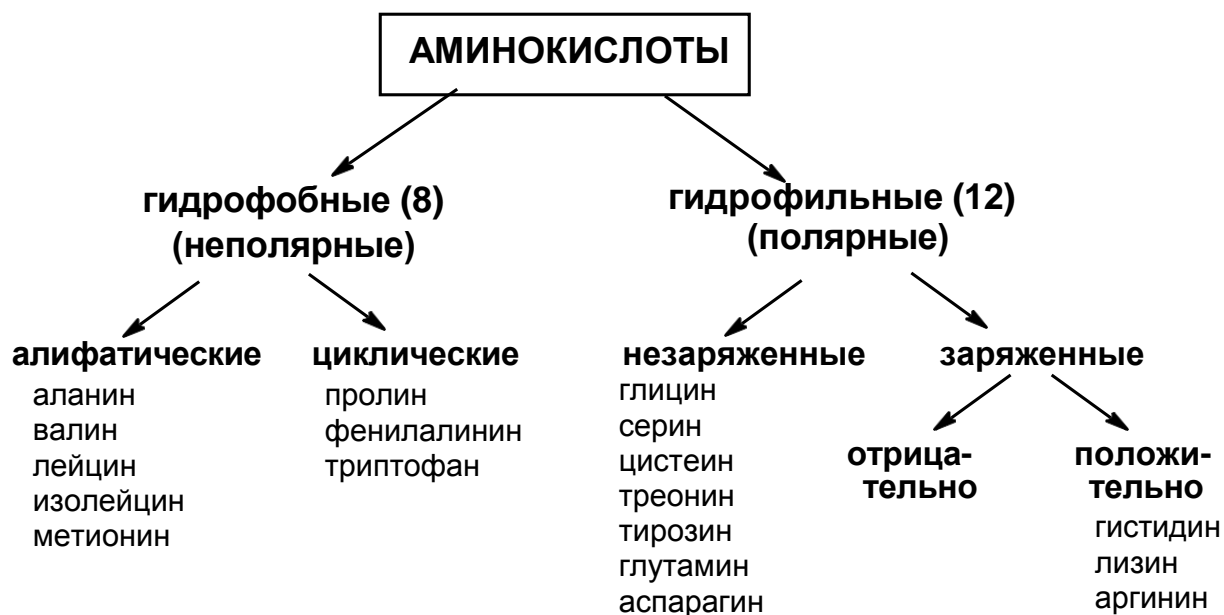 АМИНОКИСЛОТЫ
гидрофобные (8)
(неполярные)
гидрофильные (12)
(полярные)
алифатические
аланин
валин
лейцин
изолейцин
метионин
циклические
пролин
фенилалинин
триптофан
незаряженные
глицин
серин
цистеин
треонин
тирозин
глутамин
аспарагин
заряженные
отрица-
тельно
положи-
тельно
гистидин
лизин
аргинин